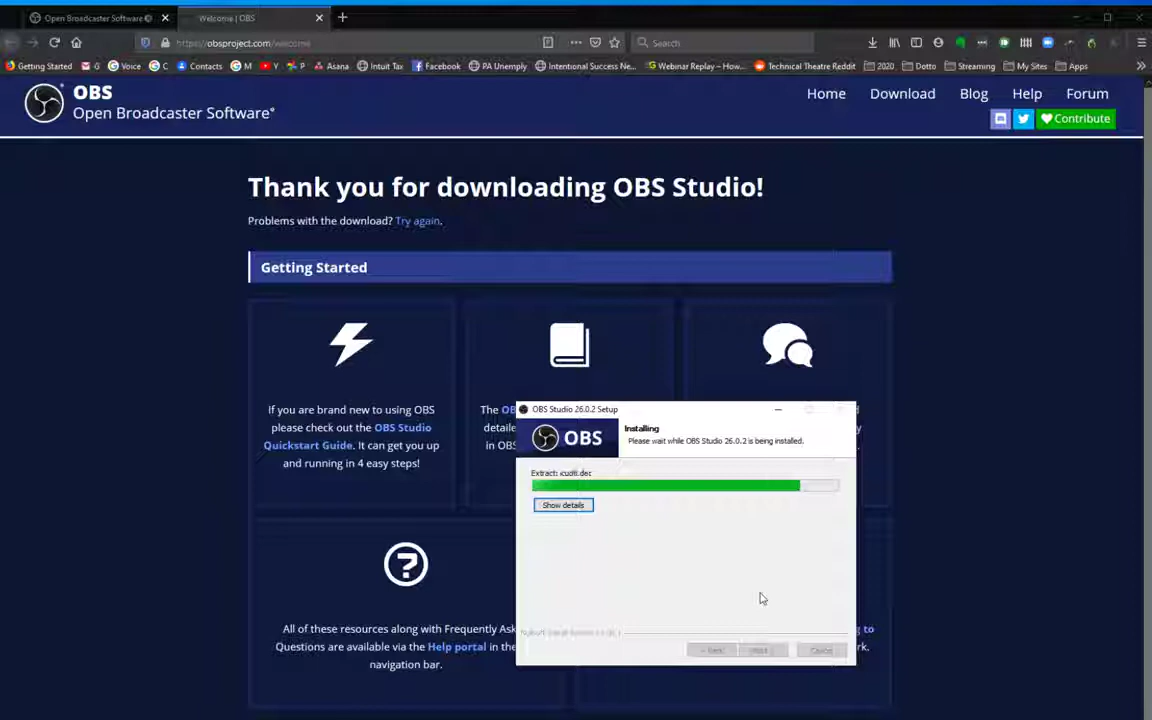 Open Broadcaster Software
Welcome | OBS
https://obsproject.com/welcome
Search
Getting Started
G
Voice
C
Contacts
M
Y
P
Asana
Intuit Tax
Facebook
PA Unemply
Intentional Success Ne...
Webinar Replay – How...
Technical Theatre Reddit
2020
Dotto
Streaming
My Sites
Apps
OBS
Open Broadcaster Software
Home
Download
Blog
Help
Forum
Contribute
Thank you for downloading OBS Studio!
Problems with the download? Try again.
Getting Started
If you are brand new to using OBS
please check out the OBS Studio
Quickstart Guide. It can get you up
and running in 4 easy steps!
The OB
detaile
in OBS
OBS Studio 26.0.2 Setup
OBS
Installing
Please wait while OBS Studio 26.0.2 is being installed.
Show details
< Back
Next >
Cancel
All of these resources along with Frequently Ask
Questions are available via the Help portal in the
navigation bar.
to
rk.